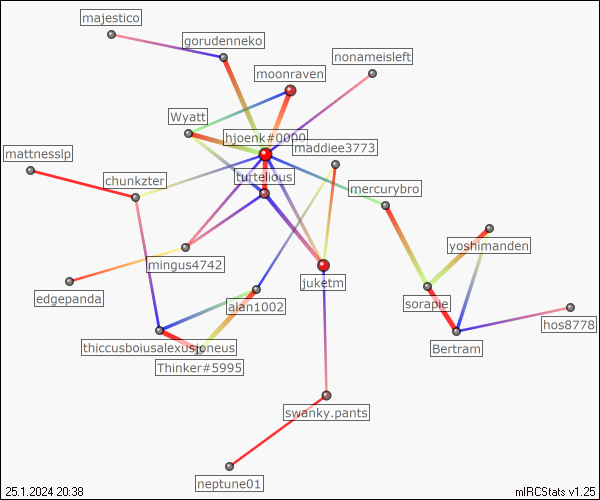 majestico
gorudenneko
nonameisleft
moonraven
Wyatt
hjoenk#0000
maddiee3773
mattnesslp
chunkzter
turtelious
mercurybro
yoshimanden
mingus4742
juketm
edgepanda
alan1002
sorapie
hos8778
thiccusboiusalexusjoneus
Bertram
Thinker#5995
swanky.pants
neptune01
25.1.2024 20:38
mIRCStats v1.25